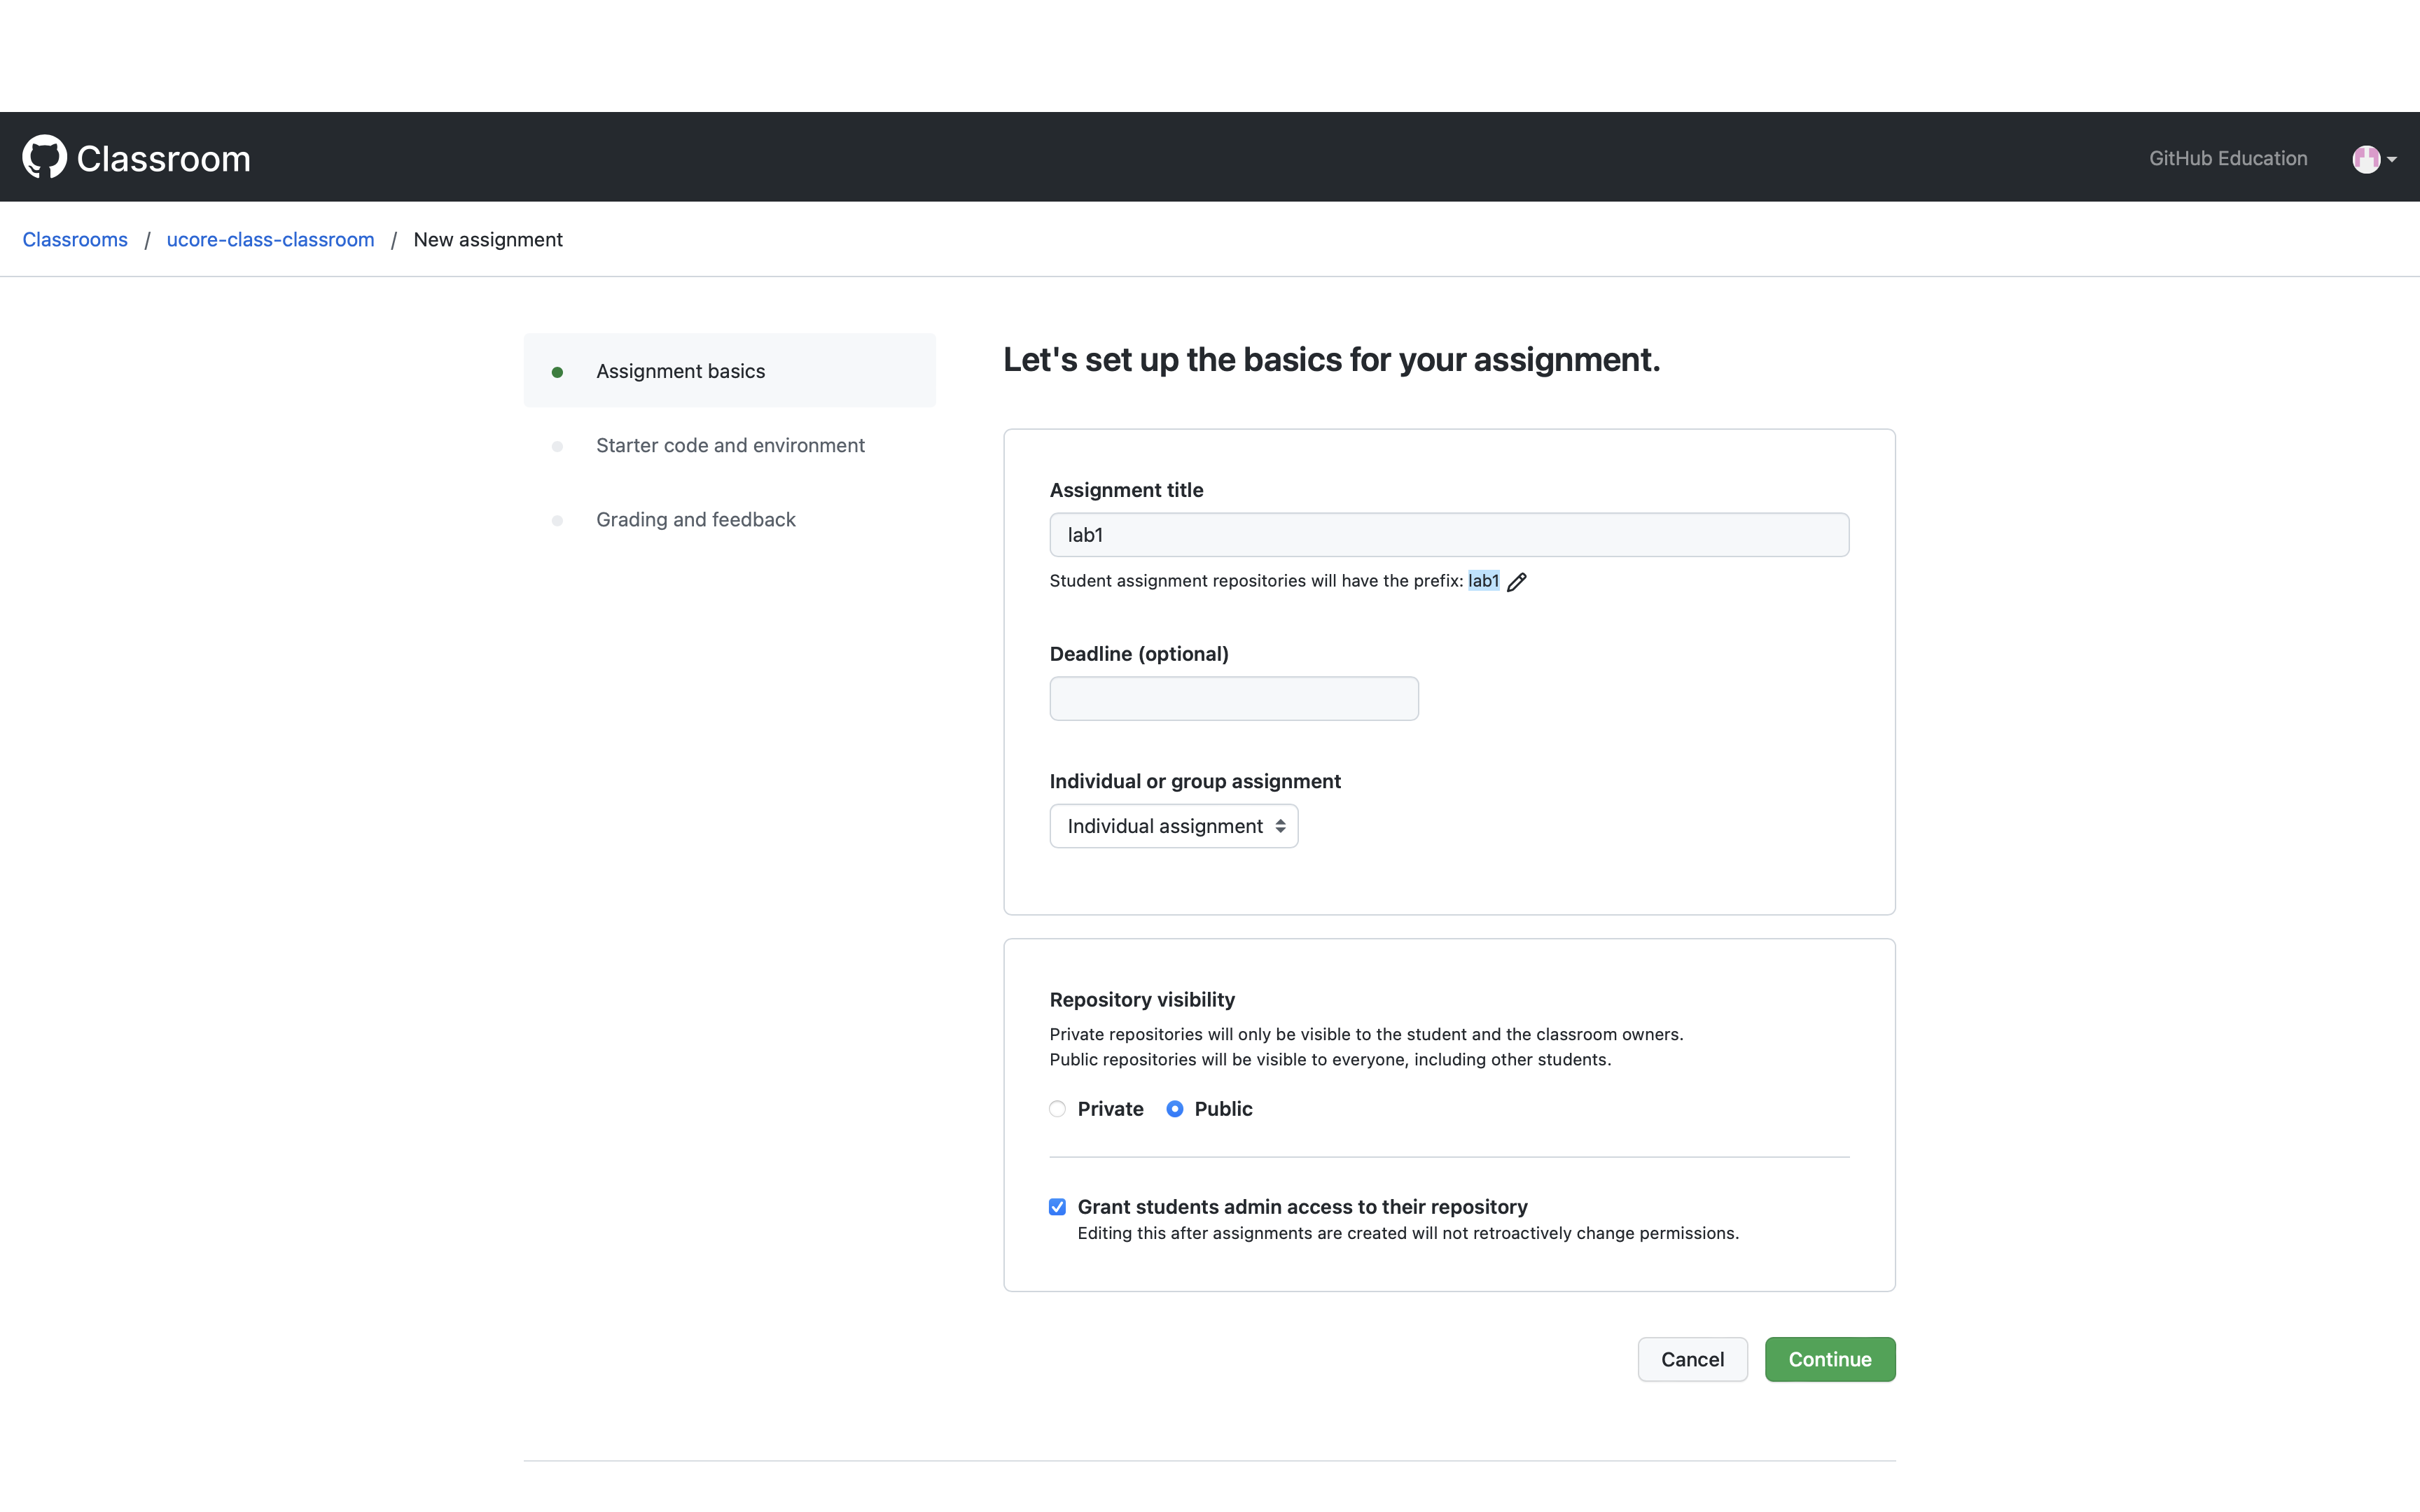 Classroom
GitHub Education
Classrooms / ucore-class-classroom / New assignment
Assignment basics
Starter code and environment
Grading and feedback
Let's set up the basics for your assignment.
Assignment title
lab1
Student assignment repositories will have the prefix: lab1
Deadline (optional)
Individual or group assignment
Individual assignment
Repository visibility
Private repositories will only be visible to the student and the classroom owners.
Public repositories will be visible to everyone, including other students.
Private Public
Grant students admin access to their repository
Editing this after assignments are created will not retroactively change permissions.
Cancel Continue